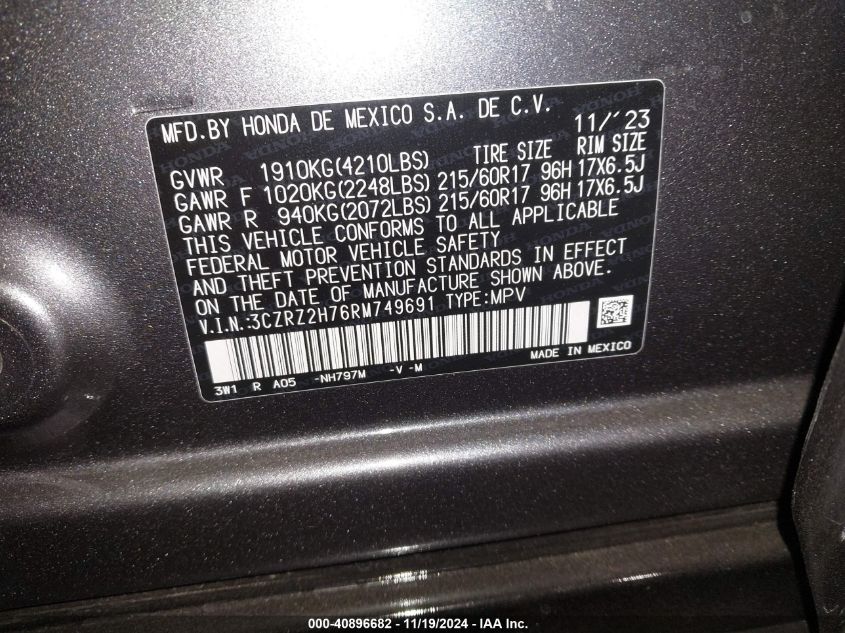 MFD.BY HONDA DE MEXICO S.A. DE C.V. 11/'23
GVWR 1910KG(4210LBS) TIRE SIZE RIM SIZE
GAWR F 1020KG(2248LBS) 215/60R17 96H 17X6.5J
GAWR R 940KG(2072LBS) 215/60R17 96H 17X6.5J
THIS VEHICLE CONFORMS TO ALL APPLICABLE
FEDERAL MOTOR VEHICLE SAFETY
AND THEFT PREVENTION STANDARDS IN EFFECT
ON THE DATE OF MANUFACTURE SHOWN ABOVE.
V.I.N.:3CZRZ2H76RM749691 TYPE:MPV
MADE IN MEXICO
3W1 R A05 -NH797M -V -M
000-40896682 - 11/19/2024 - IAA Inc.